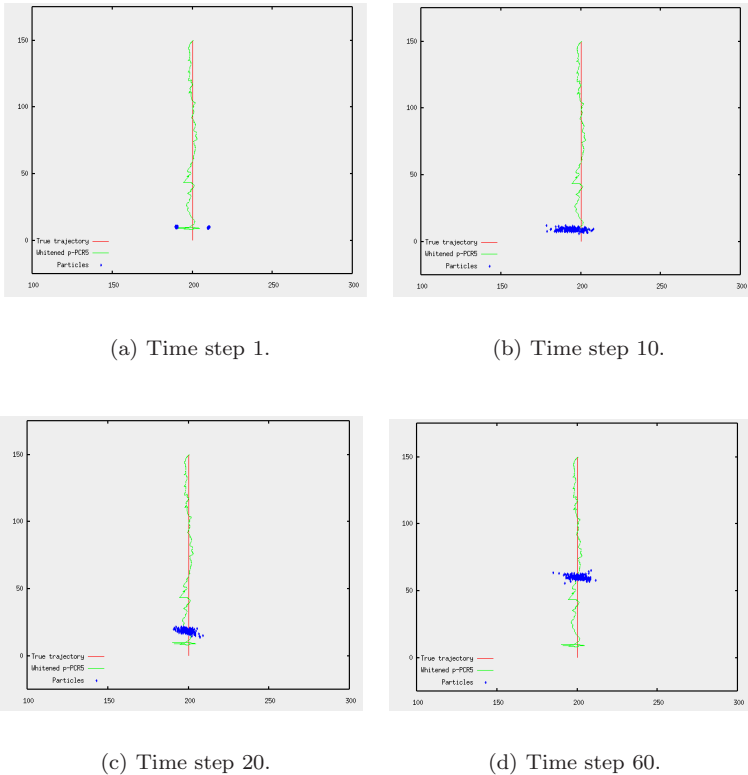 150
100
50
0
True trajectory
Whitened p-PCR5
Particles
100 150 200 250 300
(a) Time step 1.
150
100
50
0
True trajectory
Whitened p-PCR5
Particles
100 150 200 250 300
(b) Time step 10.
150
100
50
0
True trajectory
Whitened p-PCR5
Particles
100 150 200 250 300
(c) Time step 20.
150
100
50
0
True trajectory
Whitened p-PCR5
Particles
100 150 200 250 300
(d) Time step 60.